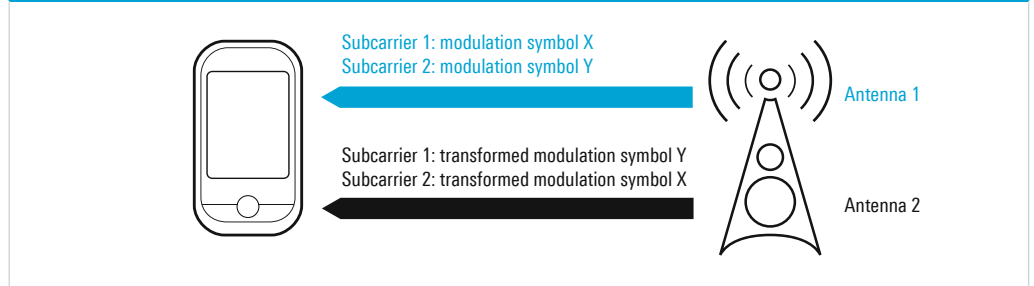 Subcarrier 1: modulation symbol X
Subcarrier 2: modulation symbol Y
Antenna 1
Subcarrier 1: transformed modulation symbol Y
Subcarrier 2: transformed modulation symbol X
Antenna 2